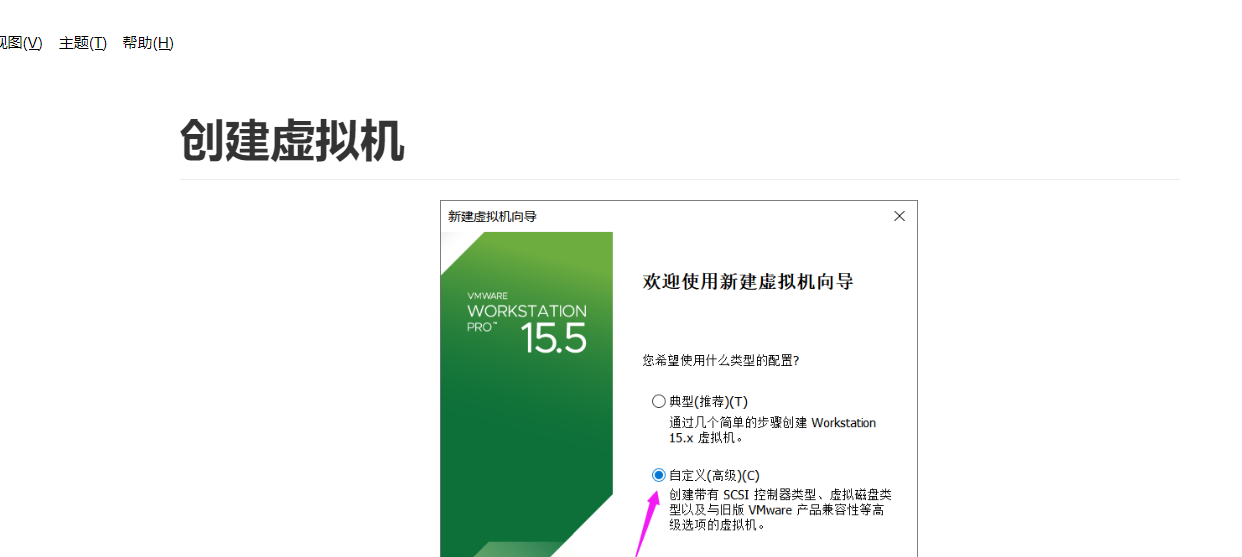 视图(V) 主题(T) 帮助(H)
创建虚拟机
新建虚拟机向导
VMWARE
WORKSTATION
PRO™ 15.5
欢迎使用新建虚拟机向导
您希望使用什么类型的配置?
典型(推荐)(T)
通过几个简单的步骤创建 Workstation
15.x 虚拟机。
自定义(高级)(C)
创建带有 SCSI 控制器类型、虚拟磁盘类
型以及与旧版 VMware 产品兼容性等高
级选项的虚拟机。